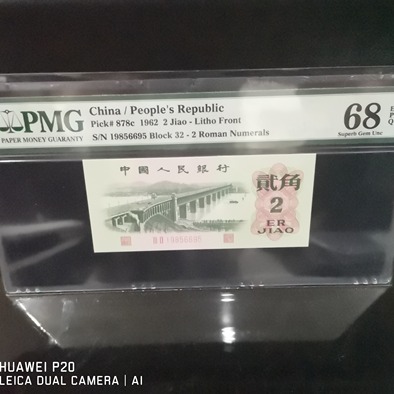 PMG
PAPER MONEY GUARANTY
China / People's Republic
Pick# 878c 1962 2 Jiao - Litho Front
S/N 19856695 Block 32 - 2 Roman Numerals
68
Superb Gem Unc
E
P
Q
中國人民銀行
貳角
2
ER
JIAO
19856695
HUAWEI P20
LEICA DUAL CAMERA | AI